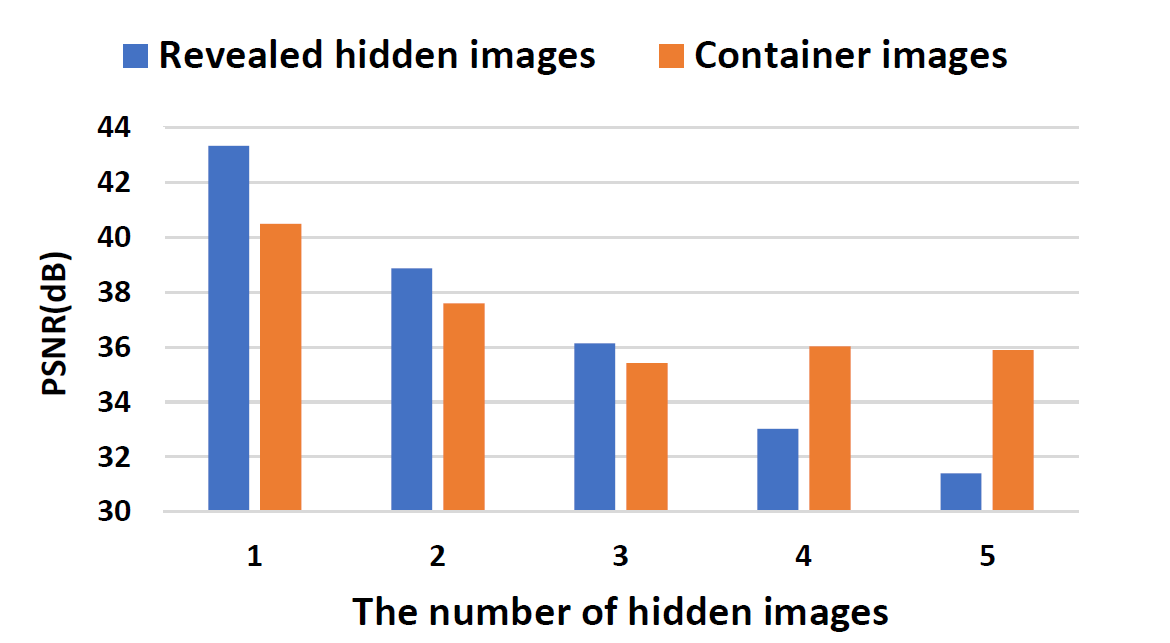 Revealed hidden images Container images
44
42
40
38
36
34
32
30
PSNR(dB)
1 2 3 4 5
The number of hidden images